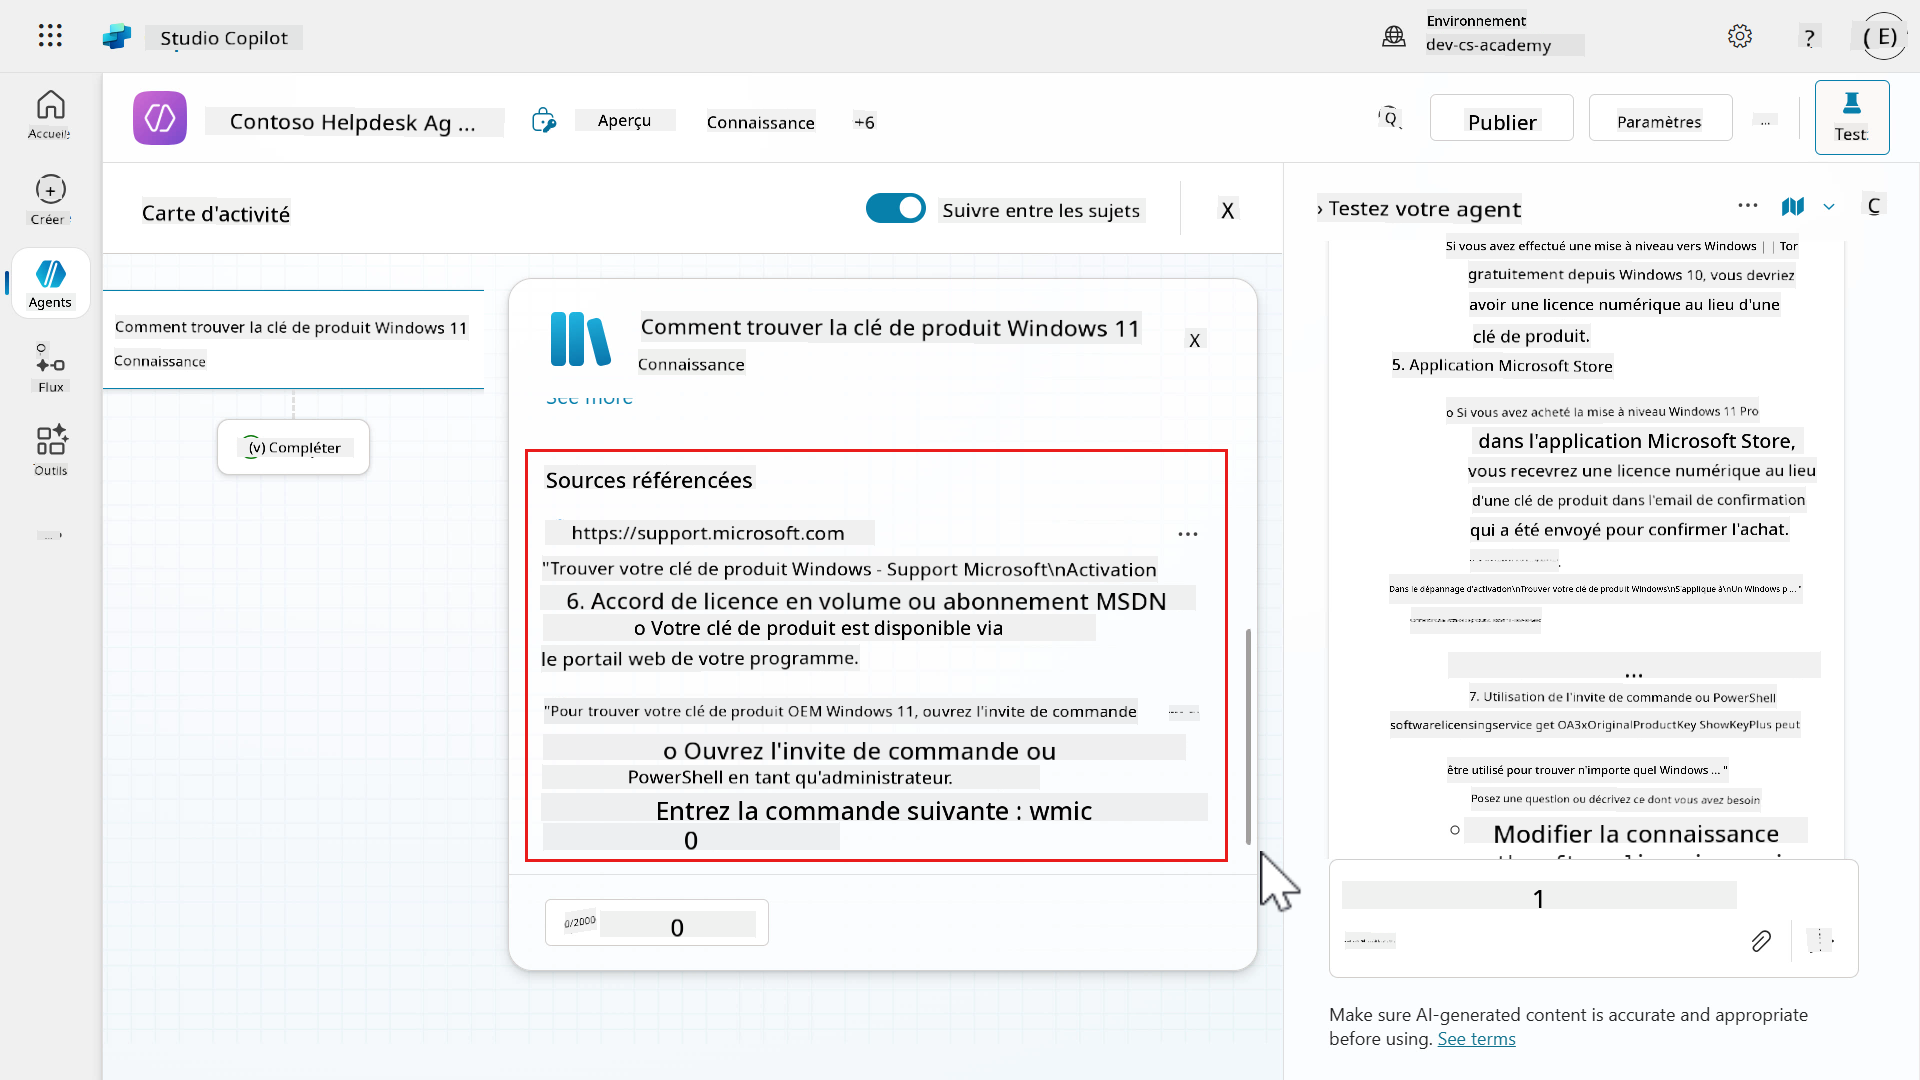 Studio Copilot
Environnement
dev-cs-academy
?
( E)
Accueil
Créer
Agents
Flux
Outils
Contoso Helpdesk Ag ...
Aperçu
Connaissance
+6
Publier
Paramètres
...
Test
Carte d'activité
Suivre entre les sujets
X
Comment trouver la clé de produit Windows 11
Connaissance
(v) Compléter
Comment trouver la clé de produit Windows 11
Connaissance
X
See more
Sources référencées
https://support.microsoft.com
"Trouver votre clé de produit Windows - Support Microsoft\nActivation
6. Accord de licence en volume ou abonnement MSDN
o Votre clé de produit est disponible via
le portail web de votre programme.
"Pour trouver votre clé de produit OEM Windows 11, ouvrez l'invite de commande
o Ouvrez l'invite de commande ou
PowerShell en tant qu'administrateur.
Entrez la commande suivante : wmic
0
0/2000
0
› Testez votre agent
Si vous avez effectué une mise à niveau vers Windows | | Tor
gratuitement depuis Windows 10, vous devriez
avoir une licence numérique au lieu d'une
clé de produit.
5. Application Microsoft Store
o Si vous avez acheté la mise à niveau Windows 11 Pro
dans l'application Microsoft Store,
vous recevrez une licence numérique au lieu
d'une clé de produit dans l'email de confirmation
qui a été envoyé pour confirmer l'achat.
Dans le dépannage d'activation\nTrouver votre clé de produit Windows\nS'applique à\nUn Windows p ... "
...
7. Utilisation de l'invite de commande ou PowerShell
softwarelicensingservice get OA3xOriginalProductKey ShowKeyPlus peut
être utilisé pour trouver n'importe quel Windows ... "
Posez une question ou décrivez ce dont vous avez besoin
o Modifier la connaissance
1
Make sure AI-generated content is accurate and appropriate
before using. See terms